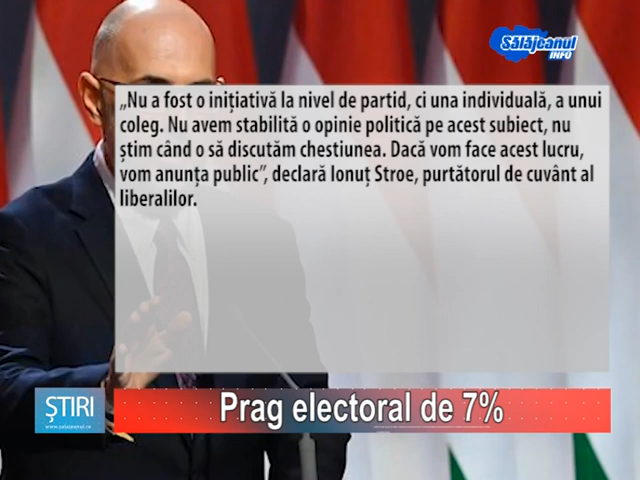 Sălăjeanul
INFO
„Nu a fost o inițiativă la nivel de partid, ci una individuală, a unui
coleg. Nu avem stabilită o opinie politică pe acest subiect, nu
știm când o să discutăm chestiunea. Dacă vom face acest lucru,
vom anunța public”, declară Ionuț Stroe, purtătorul de cuvânt al
liberalilor.
ŞTIRI
www.salajeanul.ro
Prag electoral de 7%